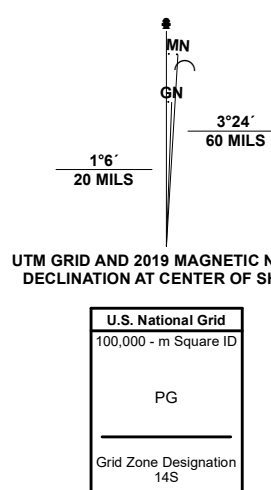 MN
GN
3°24´
60 MILS
1°6´
20 MILS
UTM GRID AND 2019 MAGNETIC N
DECLINATION AT CENTER OF SH
U.S. National Grid
100,000 - m Square ID
PG
Grid Zone Designation
14S